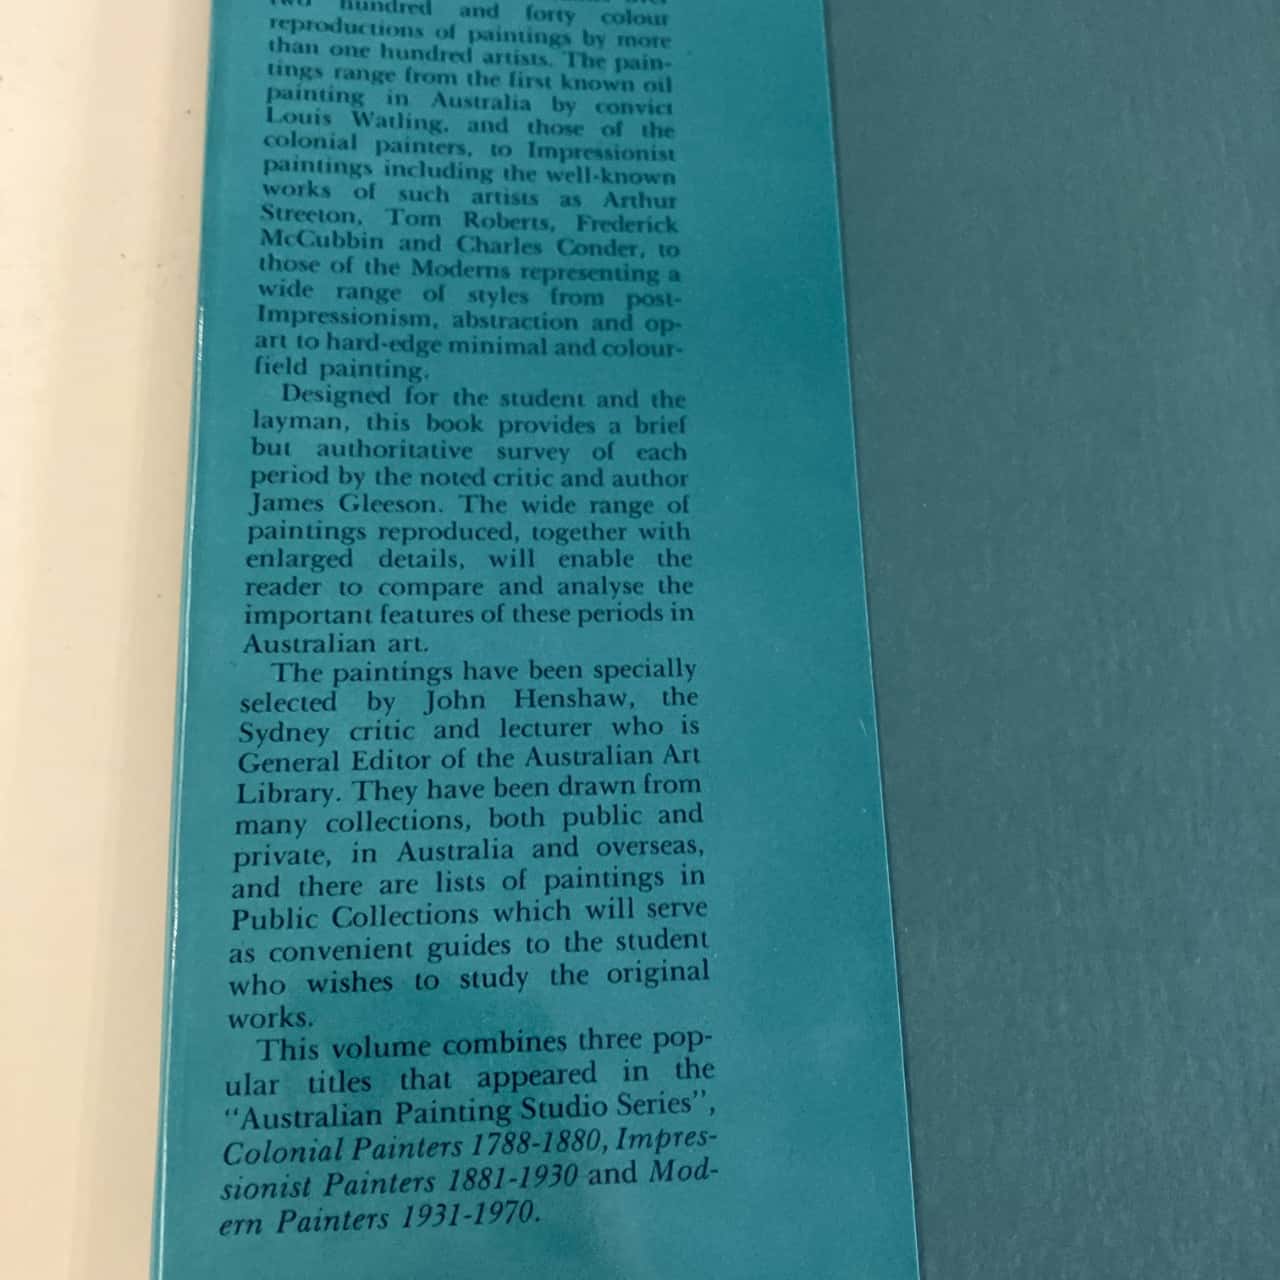 two hundred and forty colour
reproductions of paintings by more
than one hundred artists. The pain-
tings range from the first known oil
painting in Australia by convict
Louis Watling, and those of the
colonial painters, to Impressionist
paintings including the well-known
works of such artists as Arthur
Streeton, Tom Roberts, Frederick
McCubbin and Charles Conder, to
those of the Moderns representing a
wide range of styles from post-
Impressionism, abstraction and op-
art to hard-edge minimal and colour-
field painting.
Designed for the student and the
layman, this book provides a brief
but authoritative survey of each
period by the noted critic and author
James Gleeson. The wide range of
paintings reproduced, together with
enlarged details, will enable the
reader to compare and analyse the
important features of these periods in
Australian art.
The paintings have been specially
selected by John Henshaw, the
Sydney critic and lecturer who is
General Editor of the Australian Art
Library. They have been drawn from
many collections, both public and
private, in Australia and overseas,
and there are lists of paintings in
Public Collections which will serve
as convenient guides to the student
who wishes to study the original
works.
This volume combines three pop-
ular titles that appeared in the
"Australian Painting Studio Series",
Colonial Painters 1788-1880, Impres-
sionist Painters 1881-1930 and Mod-
ern Painters 1931-1970.